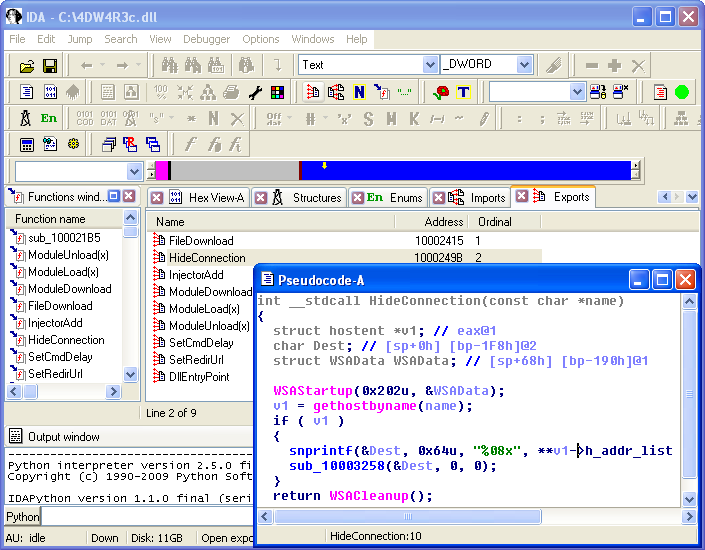 IDA - C:\4DW4R3c.dll
File Edit Jump Search View Debugger Options Windows Help
Text _DWORD
En
Functions wind... Hex View-A Structures En Enums Imports Exports
Function name
sub_100021B5
ModuleUnload(x)
ModuleLoad(x)
ModuleDownload
FileDownload
InjectorAdd
HideConnection
SetCmdDelay
SetRedirUrl
Name Address Ordinal
FileDownload 10002415 1
HideConnection 1000249B 2
InjectorAdd
ModuleDownlo
ModuleLoad(x)
ModuleUnload(x)
SetCmdDelay
SetRedirUrl
DllEntryPoint
Line 2 of 9
Pseudocode-A
int __stdcall HideConnection(const char *name)
{
struct hostent *v1; // eax@1
char Dest; // [sp+0h] [bp-1F8h]@2
struct WSAData WSAData; // [sp+68h] [bp-190h]@1
WSAStartup(0x202u, &WSAData);
v1 = gethostbyname(name);
if ( v1 )
{
snprintf(&Dest, 0x64u, "%08x", **v1->h_addr_list
sub_10003258(&Dest, 0, 0);
}
return WSACleanup();
HideConnection:10
Output window
Python interpreter version 2.5.0 fi
Copyright (c) 1990-2009 Python Soft
IDAPython version 1.1.0 final (seri
Python
AU: idle Down Disk: 11GB Open expo